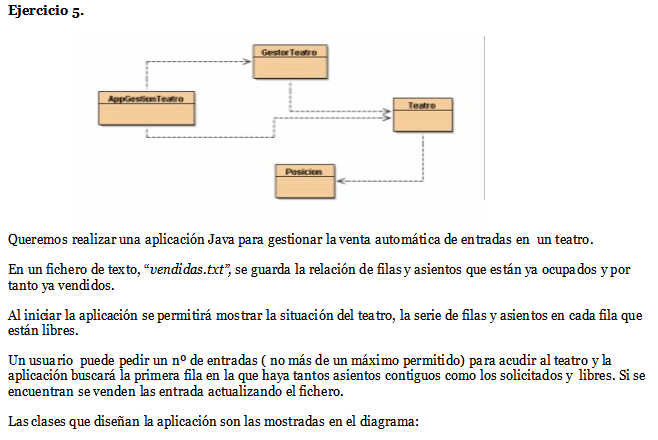 Ejercicio 5.
GestorTeatro
AppGestionTeatro
Teatro
Posicion
Queremos realizar una aplicación Java para gestionar la venta automática de entradas en un teatro.
En un fichero de texto, “vendidas.txt”, se guarda la relación de filas y asientos que están ya ocupados y por
tanto ya vendidos.
Al iniciar la aplicación se permitirá mostrar la situación del teatro, la serie de filas y asientos en cada fila que
están libres.
Un usuario puede pedir un nº de entradas ( no más de un máximo permitido) para acudir al teatro y la
aplicación buscará la primera fila en la que haya tantos asientos contiguos como los solicitados y libres. Si se
encuentran se venden las entrada actualizando el fichero.
Las clases que diseñan la aplicación son las mostradas en el diagrama: